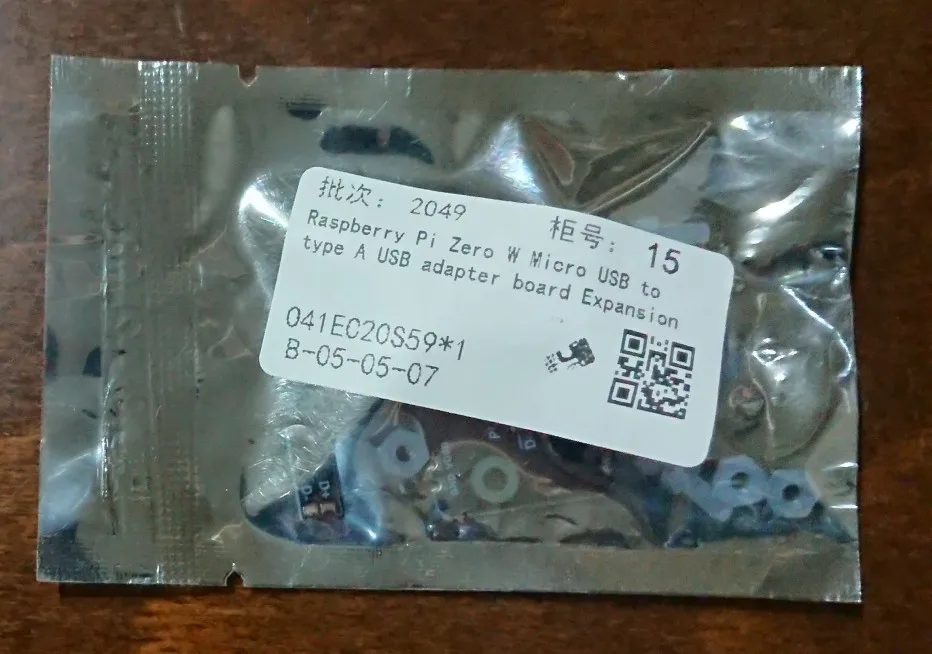 批次: 2049
柜号: 15
Raspberry Pi Zero W Micro USB to
type A USB adapter board Expansion
041EC20S59*1
B-05-05-07
D+
D-